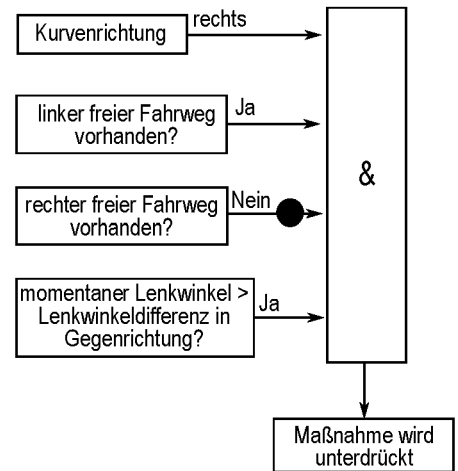 Kurvenrichtung
rechts
linker freier Fahrweg
vorhanden?
Ja
rechter freier Fahrweg
vorhanden?
Nein
momentaner Lenkwinkel >
Lenkwinkeldifferenz in
Gegenrichtung?
Ja
&
Maßnahme wird
unterdrückt